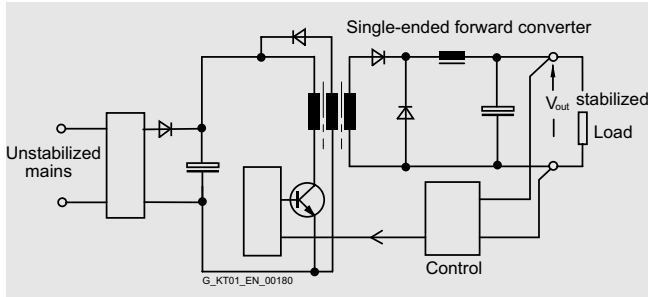 Single-ended forward converter
Unstabilized
mains
Vout stabilized
Load
Control
G_KT01_EN_00180